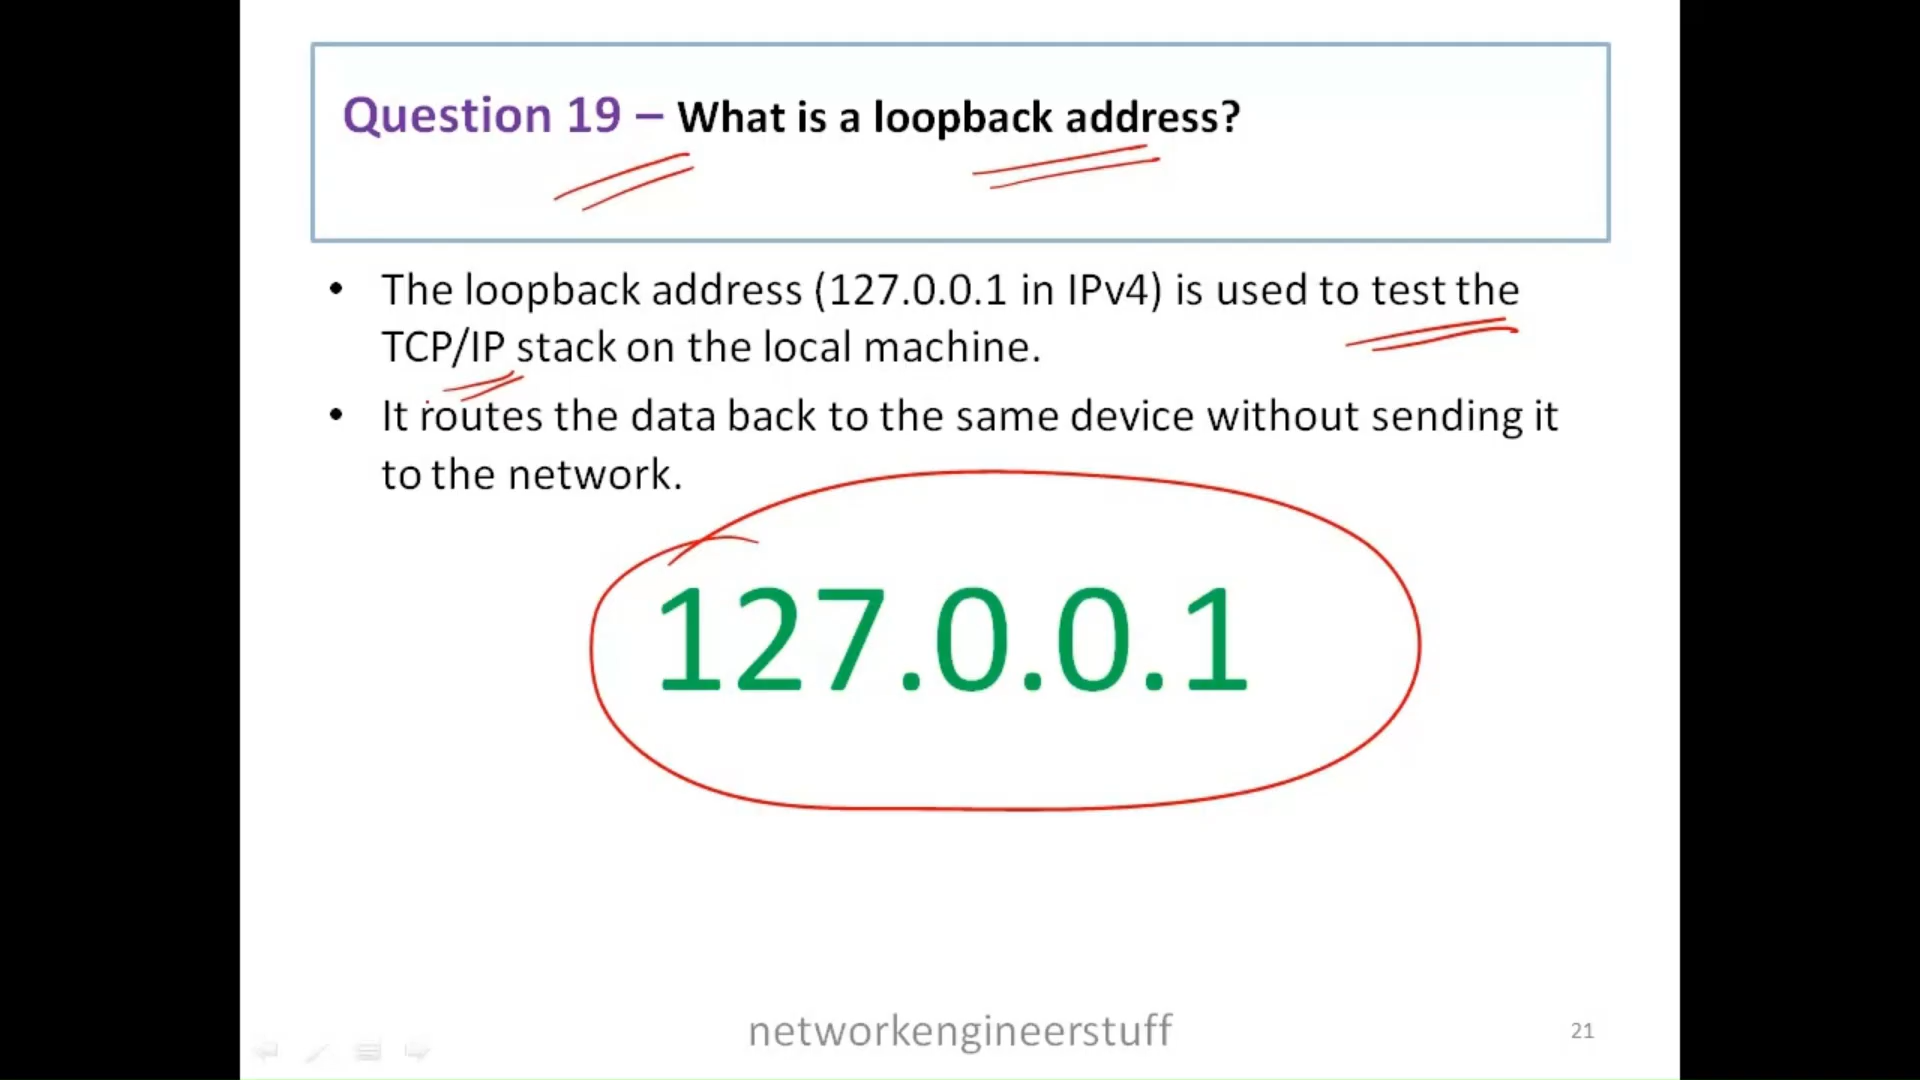 Question 19 – What is a loopback address?
• The loopback address (127.0.0.1 in IPv4) is used to test the
TCP/IP stack on the local machine.
• It routes the data back to the same device without sending it
to the network.
127.0.0.1
networkengineerstuff
21